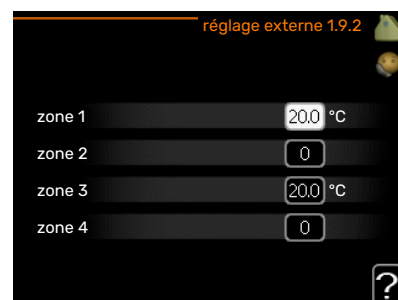 réglage externe 1.9.2
zone 1 20.0 °C
zone 2 0
zone 3 20.0 °C
zone 4 0
?